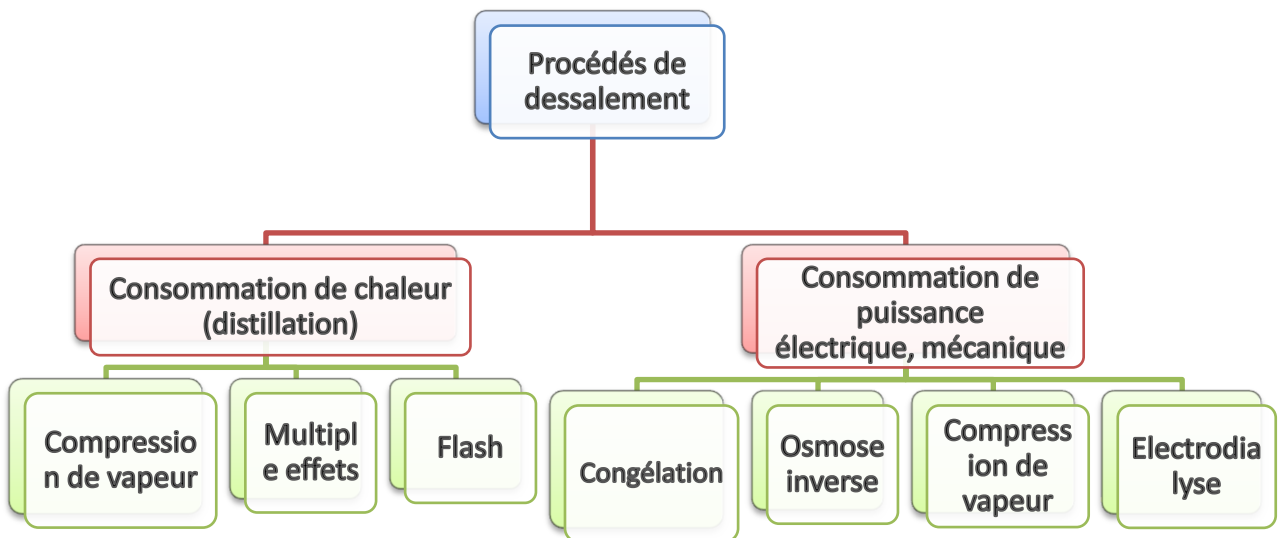 Procédés de
dessalement
Consommation de chaleur
(distillation)
Consommation de
puissance
électrique, mécanique
Compressio
n de vapeur
Multipl
e effets
Flash
Congélation
Osmose
inverse
Compress
ion de
vapeur
Electrodia
lyse